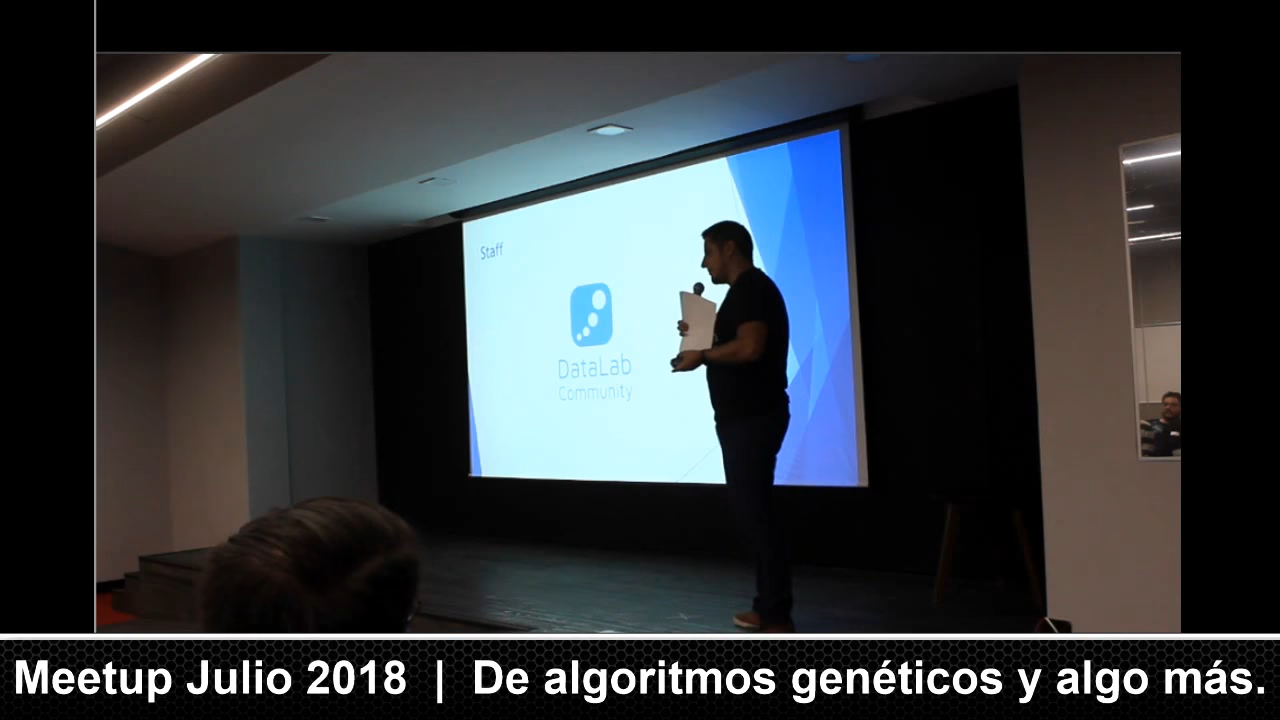 Staff
DataLab
Community
Meetup Julio 2018 | De algoritmos genéticos y algo más.